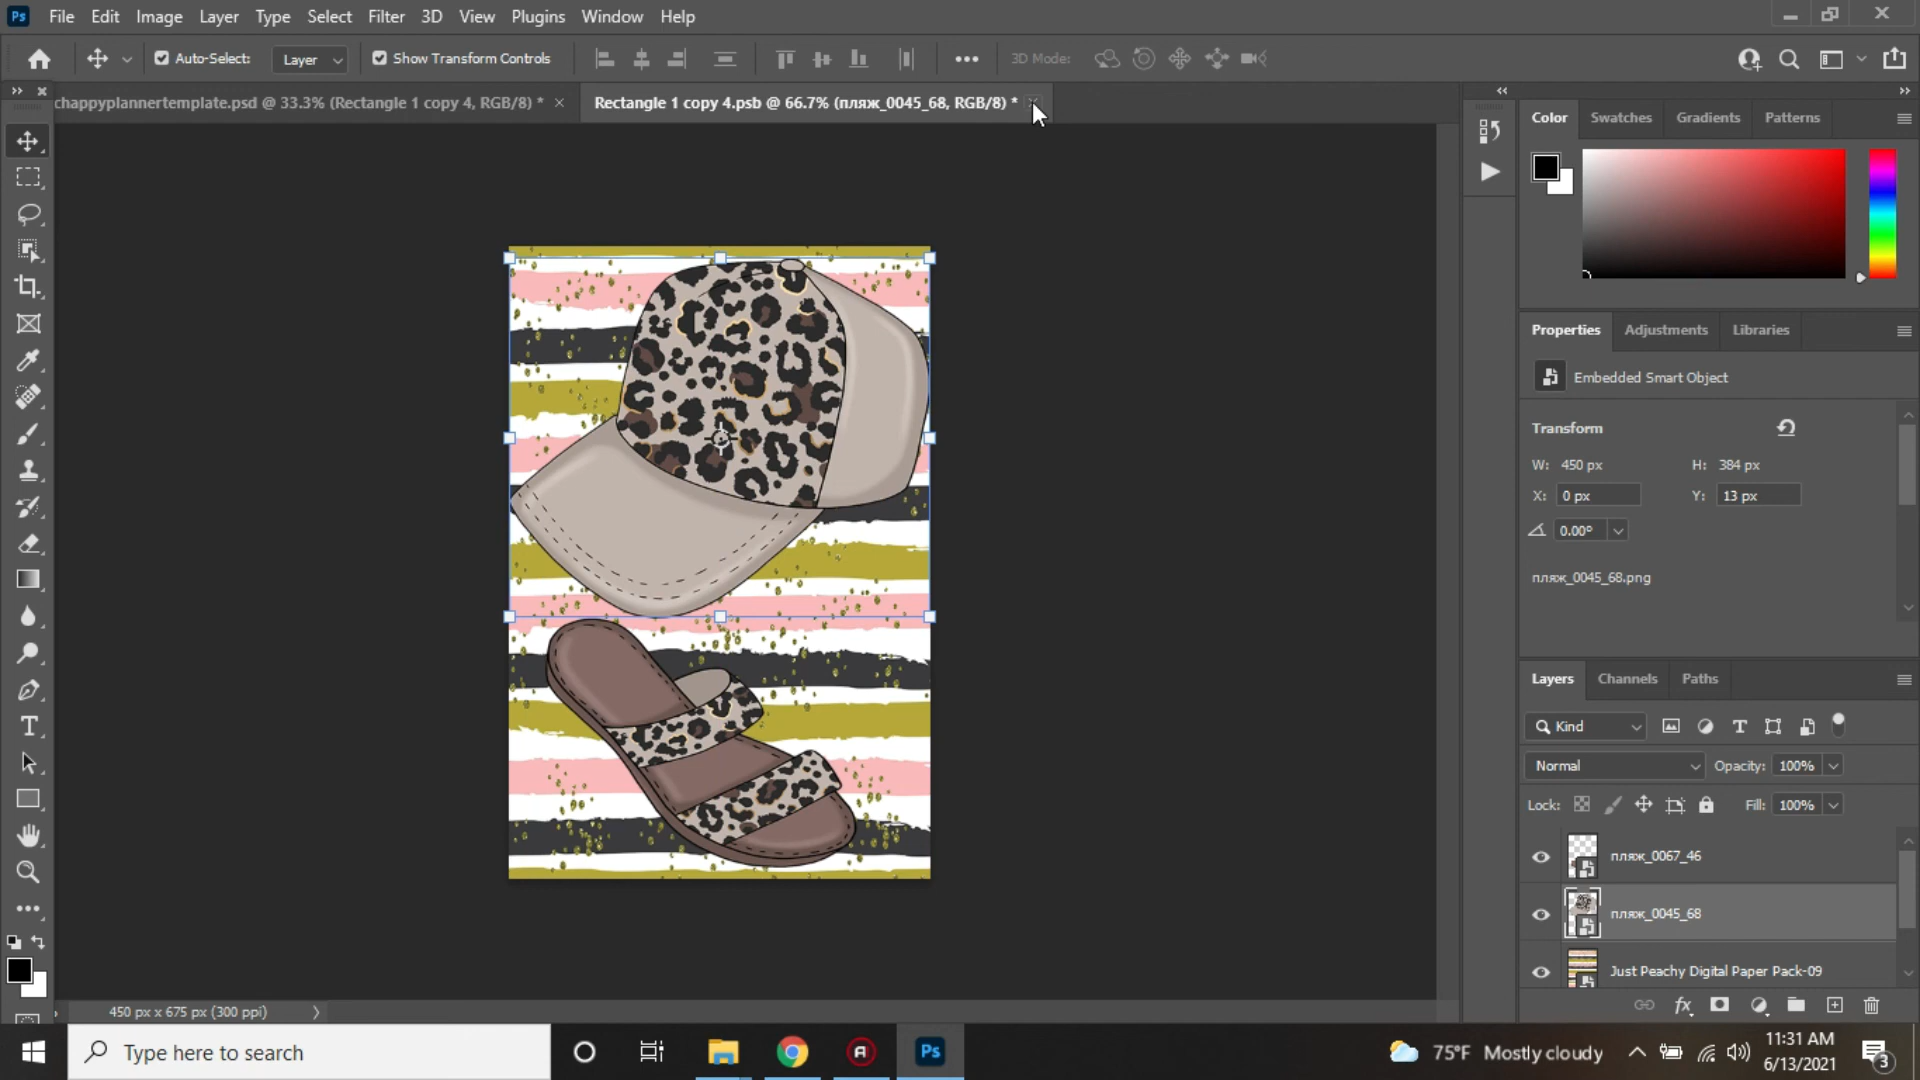 Ps File Edit Image Layer Type Select Filter 3D View Plugins Window Help
Auto-Select: Layer Show Transform Controls 3D Mode:
chappyplannertemplate.psd @ 33.3% (Rectangle 1 copy 4, RGB/8) * Rectangle 1 copy 4.psb @ 66.7% (пляж_0045_68, RGB/8) *
Color Swatches Gradients Patterns
Properties Adjustments Libraries
Embedded Smart Object
Transform
W: 450 px H: 384 px
X: 0 px Y: 13 px
0.00°
пляж_0045_68.png
Layers Channels Paths
Kind
Normal Opacity: 100%
Lock: Fill: 100%
пляж_0067_46
пляж_0045_68
Just Peachy Digital Paper Pack-09
450 px x 675 px (300 ppi)
Type here to search Ps 75°F Mostly cloudy 11:31 AM
6/13/2021 3